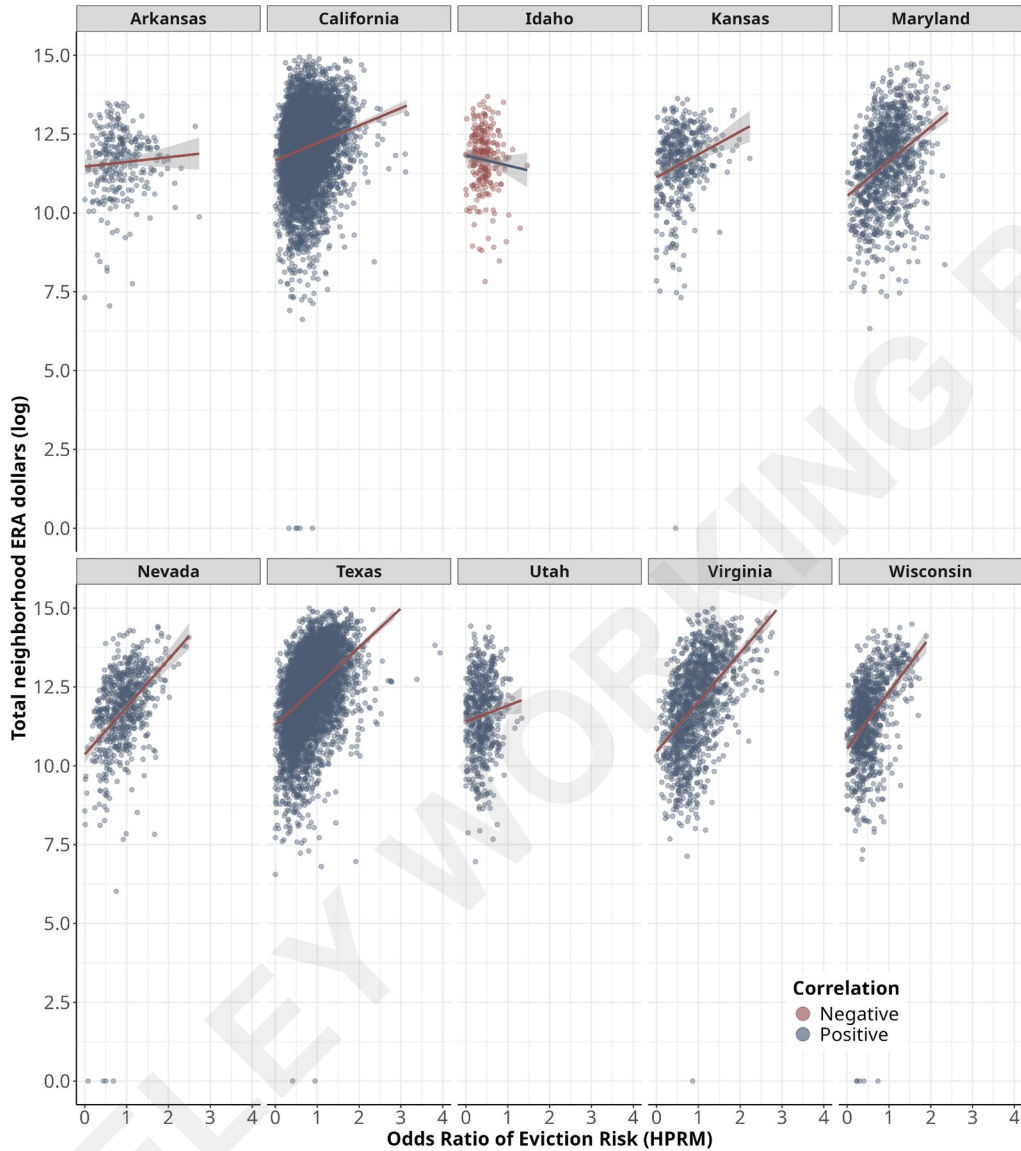 Arkansas California Idaho Kansas Maryland
15.0
12.5
10.0
7.5
5.0
2.5
0.0
Total neighborhood ERA dollars (log)
Nevada Texas Utah Virginia Wisconsin
15.0
12.5
10.0
7.5
5.0
2.5
0.0
Correlation
Negative
Positive
0 1 2 3 4 0 1 2 3 4 0 1 2 3 4 0 1 2 3 4 0 1 2 3 4
Odds Ratio of Eviction Risk (HPRM)
ELEY WORKING P